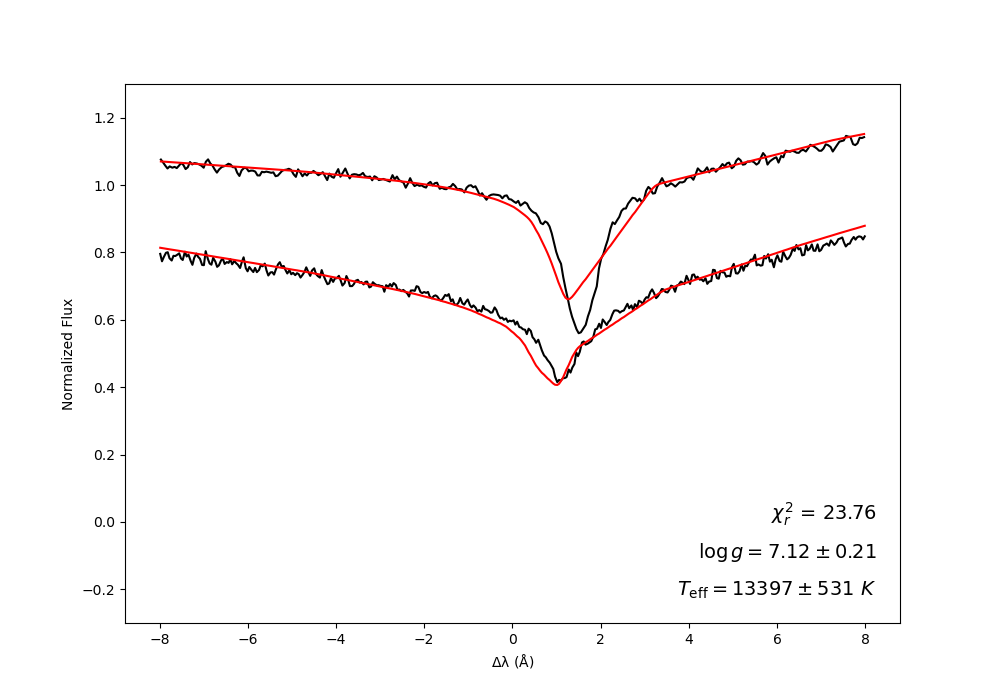 1.2
1.0
0.8
0.6
0.4
0.2
0.0
−0.2
Normalized Flux
χ²ᵣ = 23.76
log g = 7.12 ± 0.21
T_eff = 13397 ± 531 K
−8 −6 −4 −2 0 2 4 6 8
Δλ (Å)